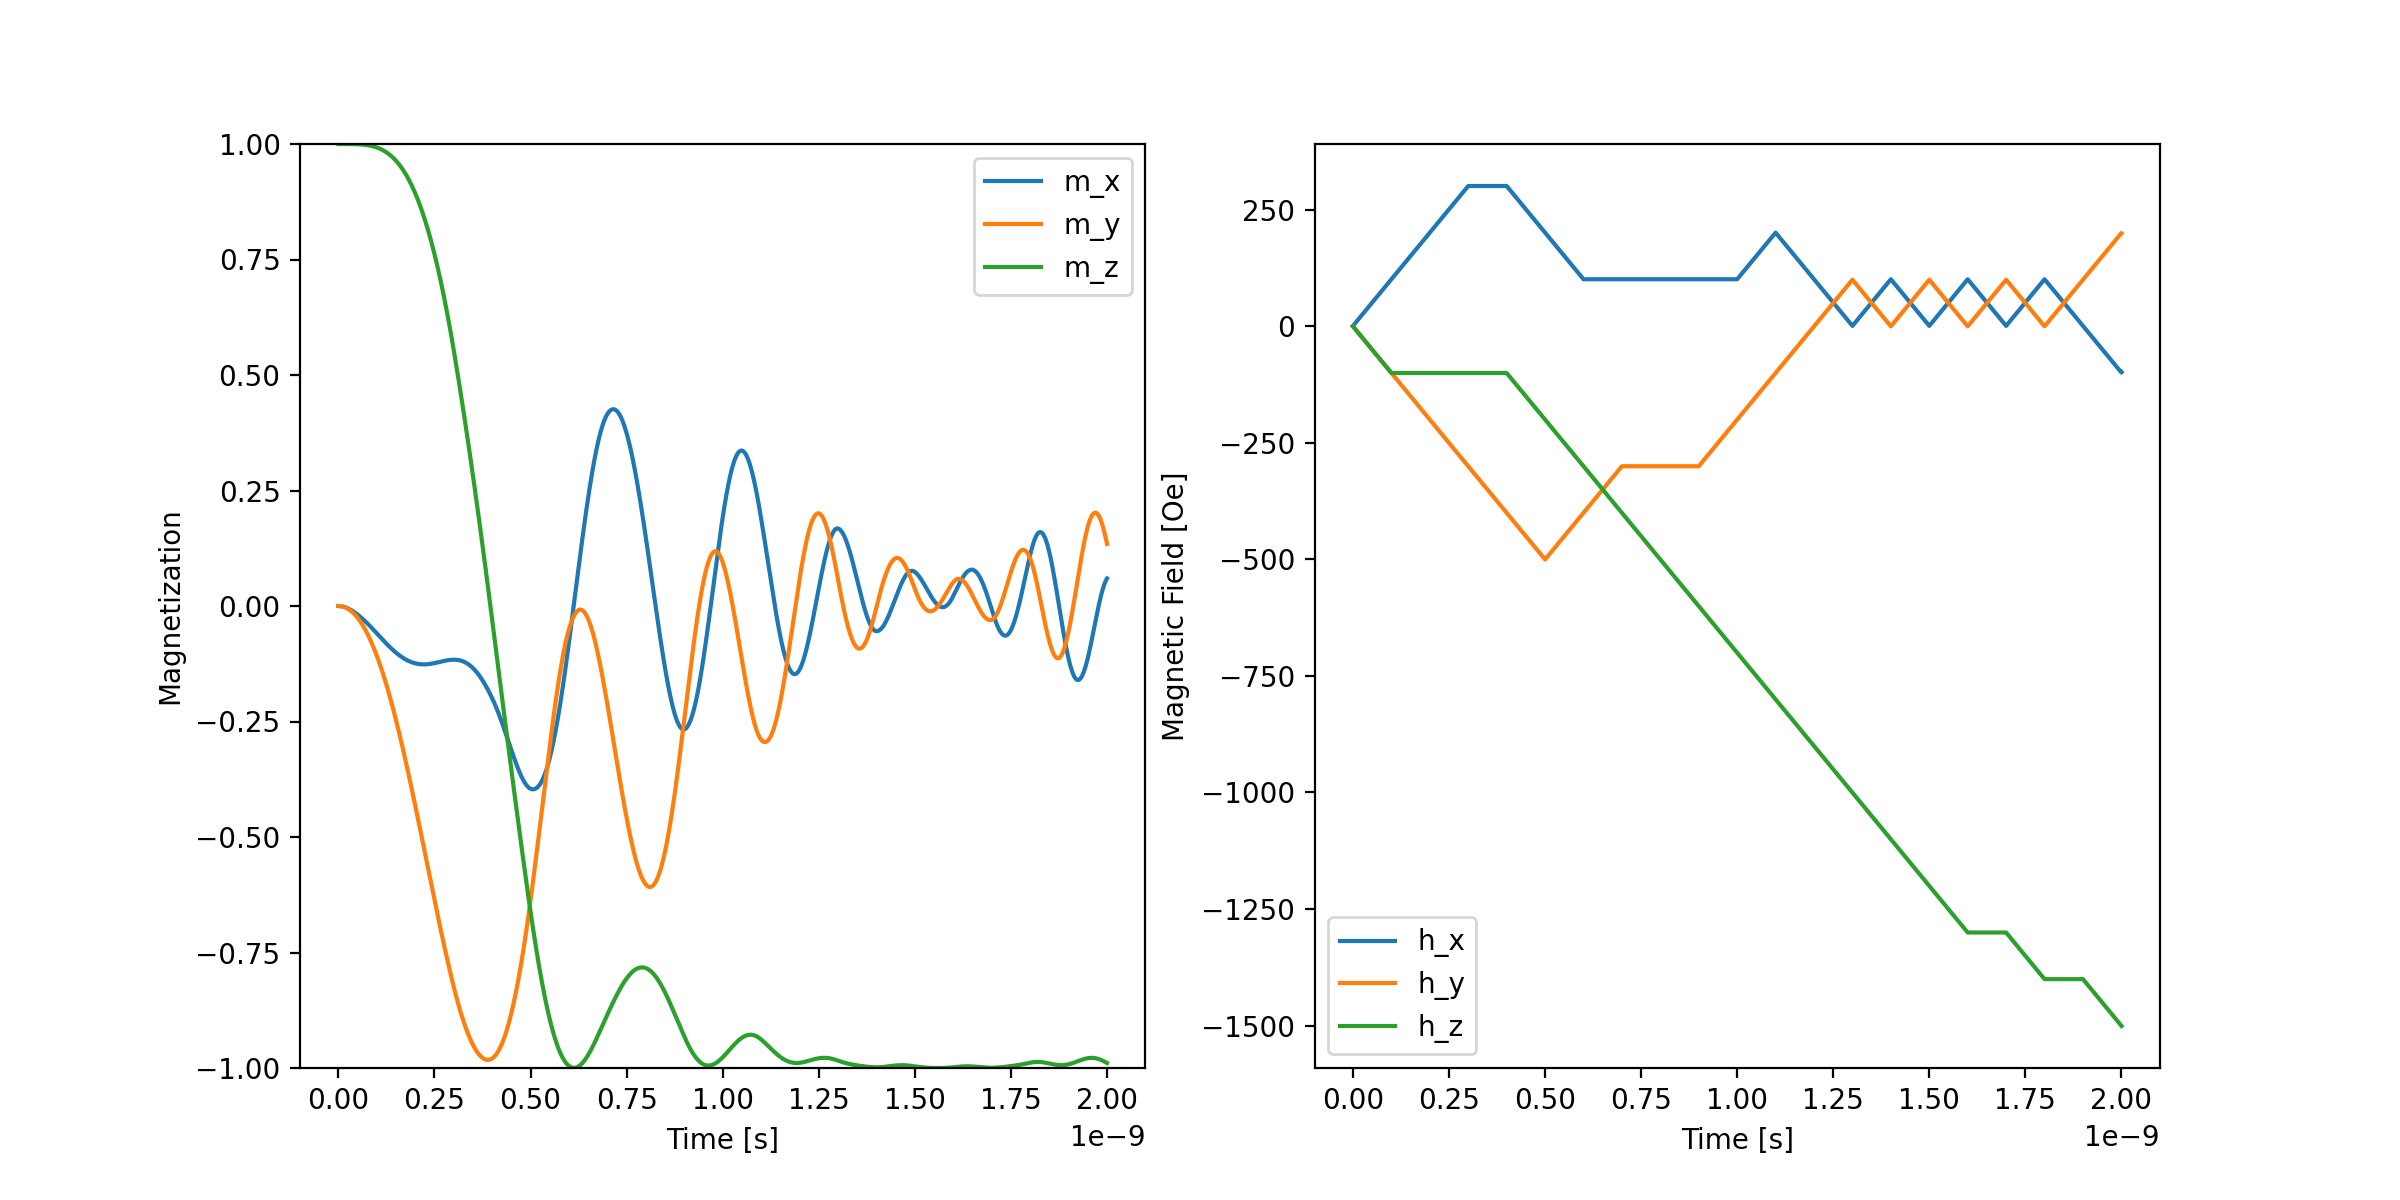 Magnetization
1.00
0.75
0.50
0.25
0.00
−0.25
−0.50
−0.75
−1.00
m_x
m_y
m_z
0.00 0.25 0.50 0.75 1.00 1.25 1.50 1.75 2.00
Time [s]
1e−9
Magnetic Field [Oe]
250
0
−250
−500
−750
−1000
−1250
−1500
h_x
h_y
h_z
0.00 0.25 0.50 0.75 1.00 1.25 1.50 1.75 2.00
Time [s]
1e−9